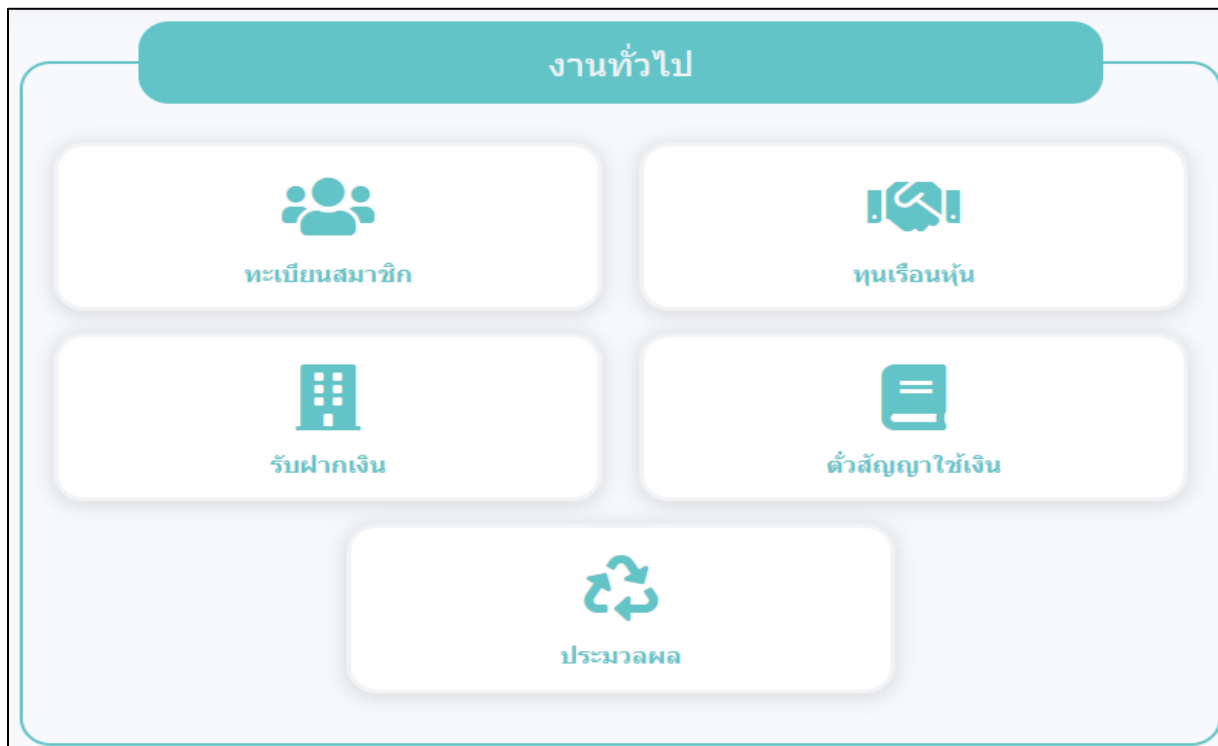 งานทั่วไป
ทะเบียนสมาชิก
ทุนเรือนหุ้น
รับฝากเงิน
ตั๋วสัญญาใช้เงิน
ประมวลผล